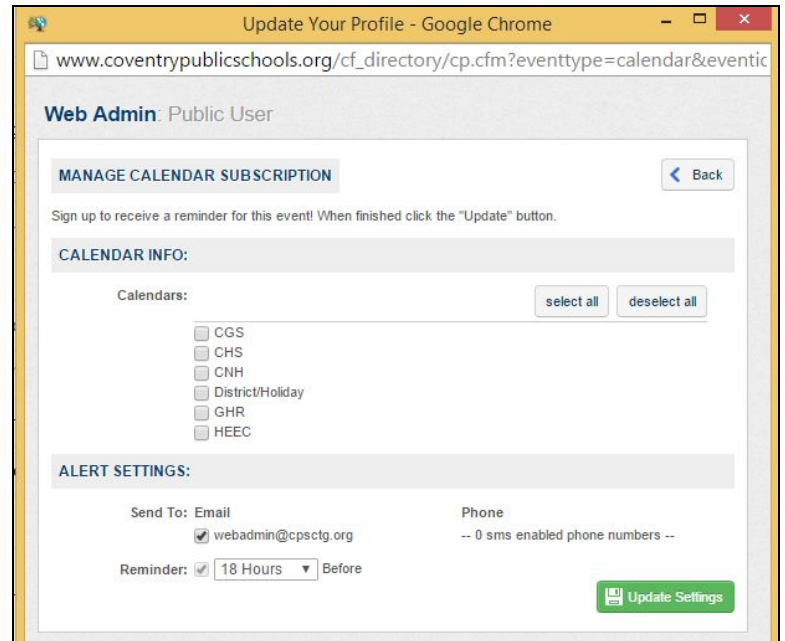 Update Your Profile - Google Chrome
www.coventrypublicschools.org/cf_directory/cp.cfm?eventtype=calendar&eventic
Web Admin: Public User
MANAGE CALENDAR SUBSCRIPTION
Back
Sign up to receive a reminder for this event! When finished click the "Update" button.
CALENDAR INFO:
Calendars:
select all
deselect all
CGS
CHS
CNH
District/Holiday
GHR
HEEC
ALERT SETTINGS:
Send To: Email
Phone
webadmin@cpsctg.org
-- 0 sms enabled phone numbers --
Reminder: 18 Hours Before
Update Settings